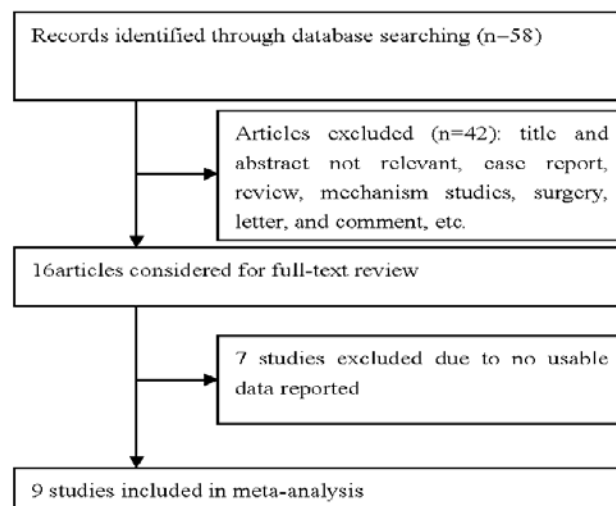 Records identified through database searching (n=58)
Articles excluded (n=42): title and
abstract not relevant, case report,
review, mechanism studies, surgery,
letter, and comment, etc.
16articles considered for full-text review
7 studies excluded due to no usable
data reported
9 studies included in meta-analysis